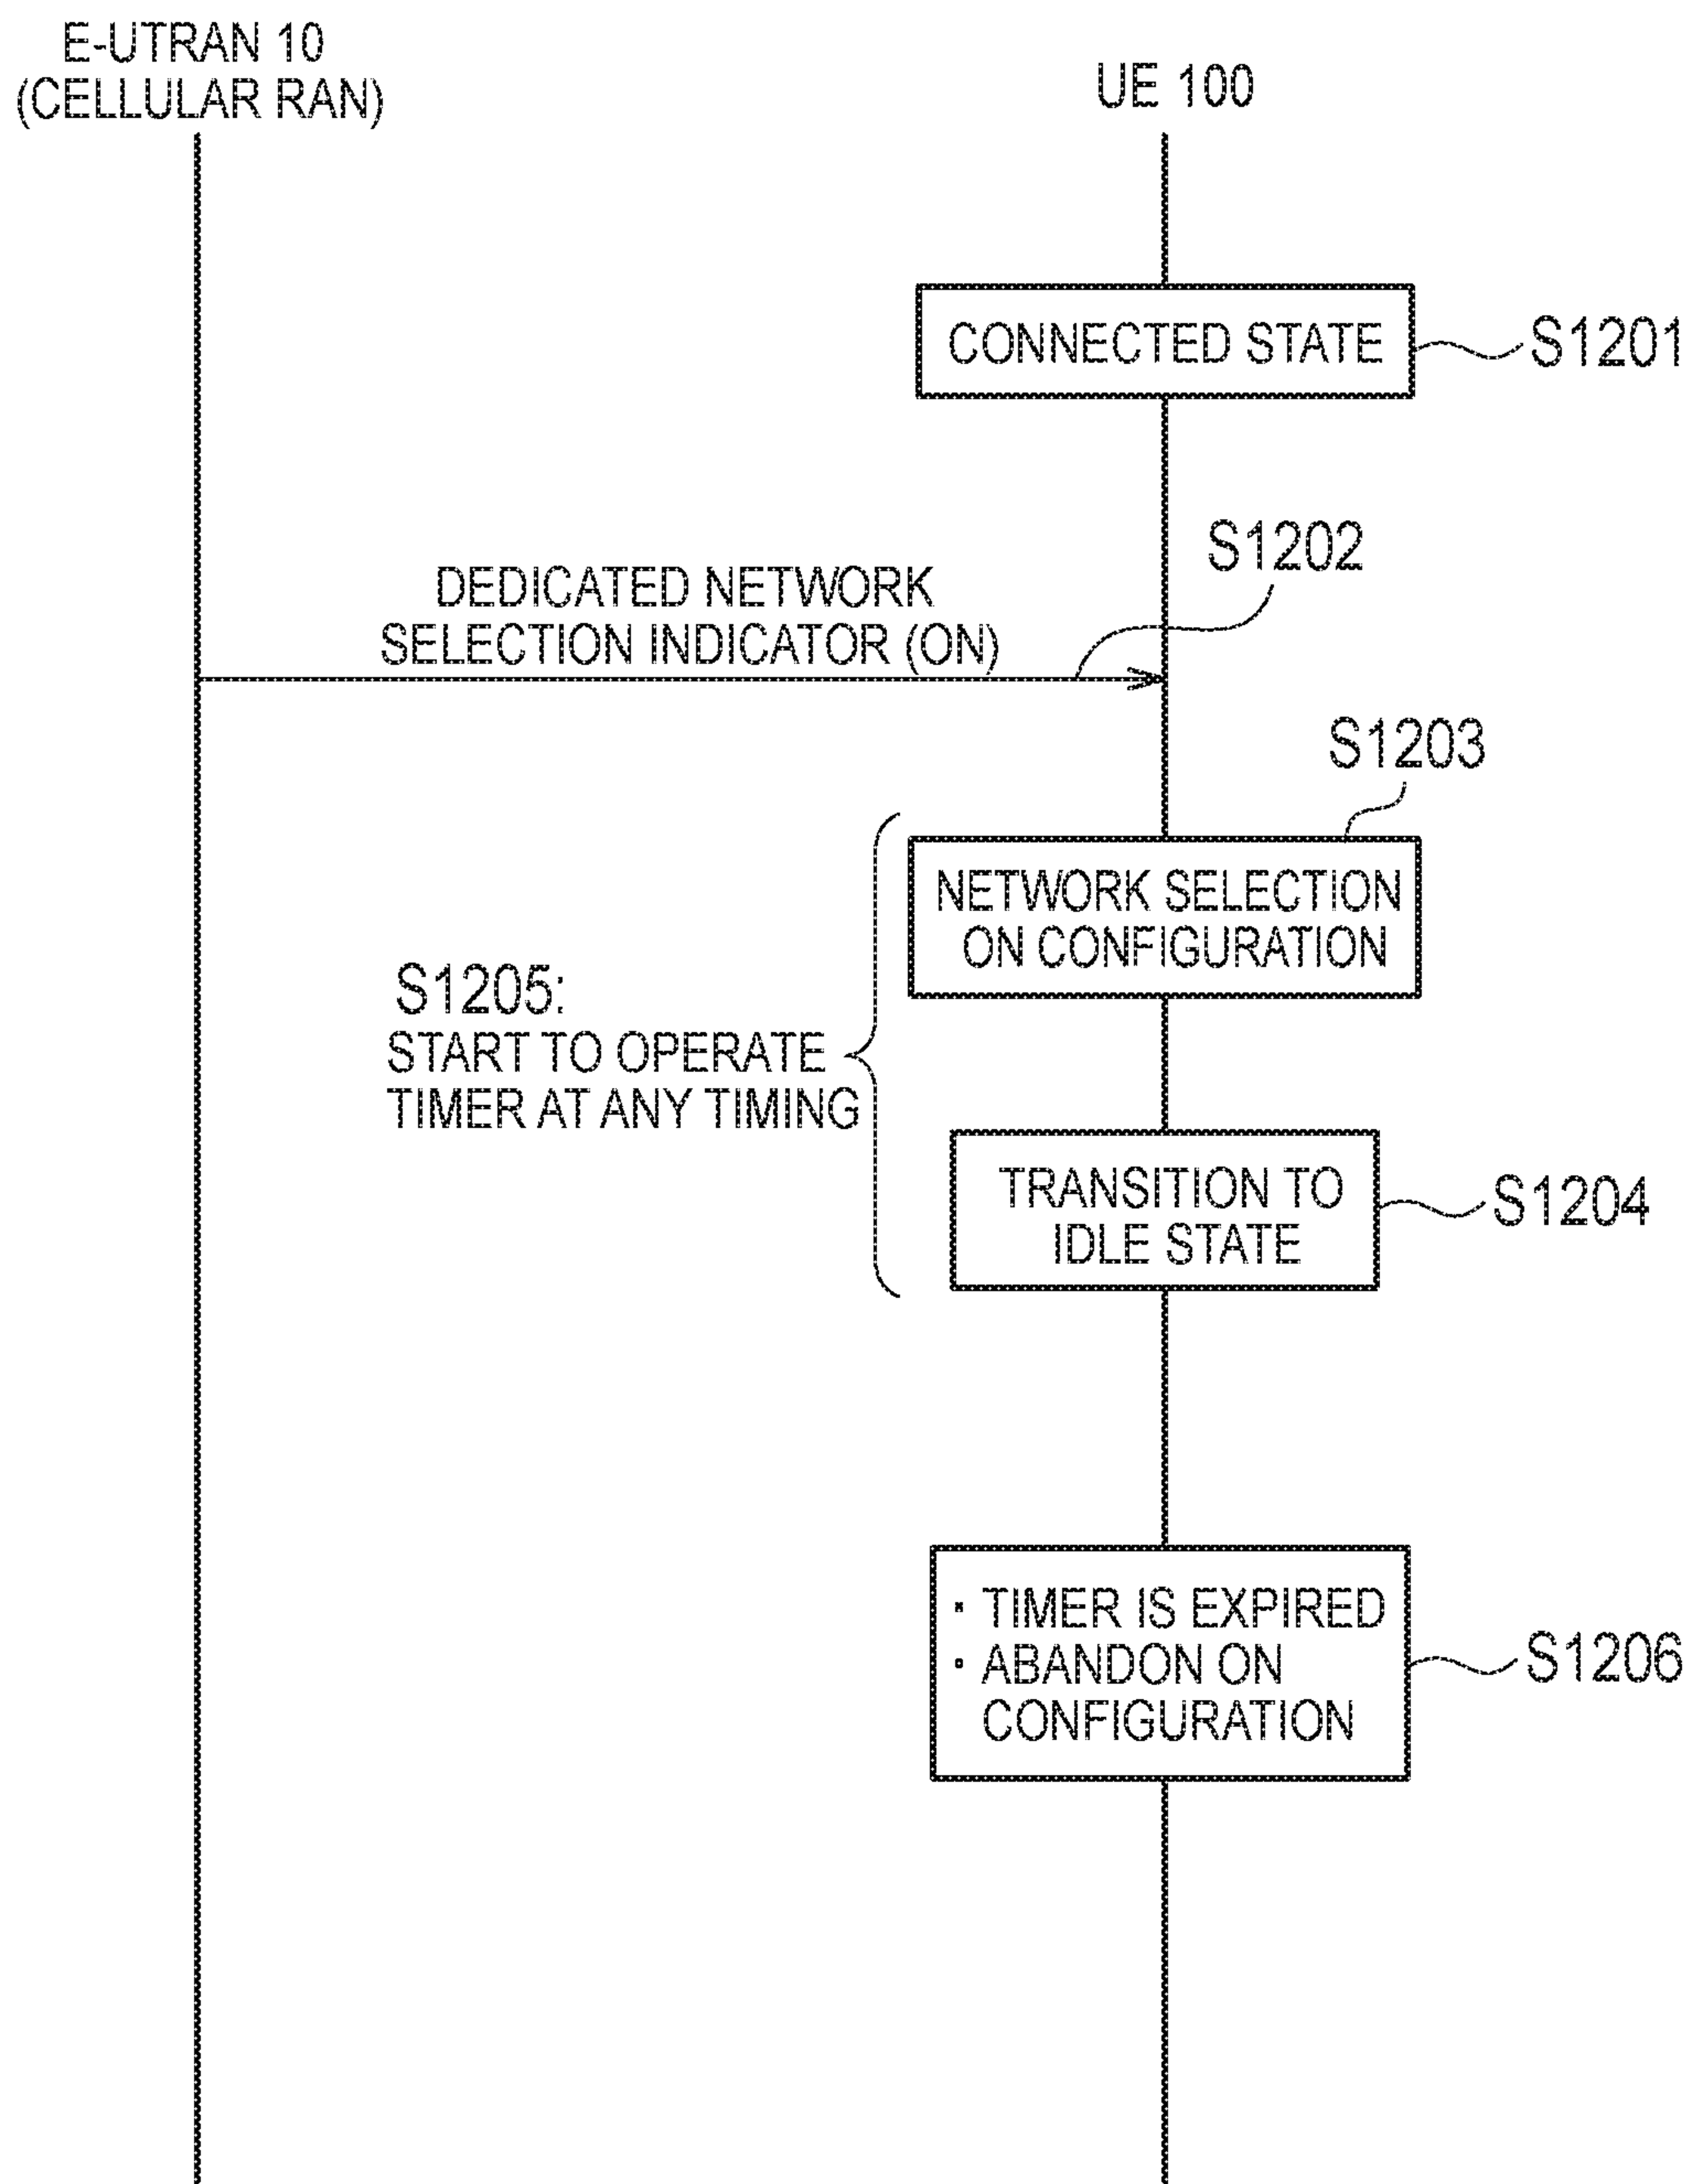 E-UTRAN 10
(CELLULAR RAN)
UE 100
CONNECTED STATE
S1201
S1202
DEDICATED NETWORK
SELECTION INDICATOR (ON)
S1203
NETWORK SELECTION
ON CONFIGURATION
S1205:
START TO OPERATE
TIMER AT ANY TIMING
TRANSITION TO
IDLE STATE
S1204
· TIMER IS EXPIRED
· ABANDON ON
CONFIGURATION
S1206